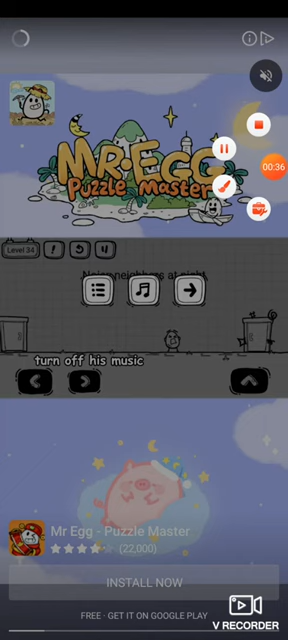 MR EGG
Puzzle Master
00:36
Level 34
Noisy neighbors at night
turn off his music
Mr Egg - Puzzle Master
(22,000)
INSTALL NOW
FREE · GET IT ON GOOGLE PLAY
V RECORDER